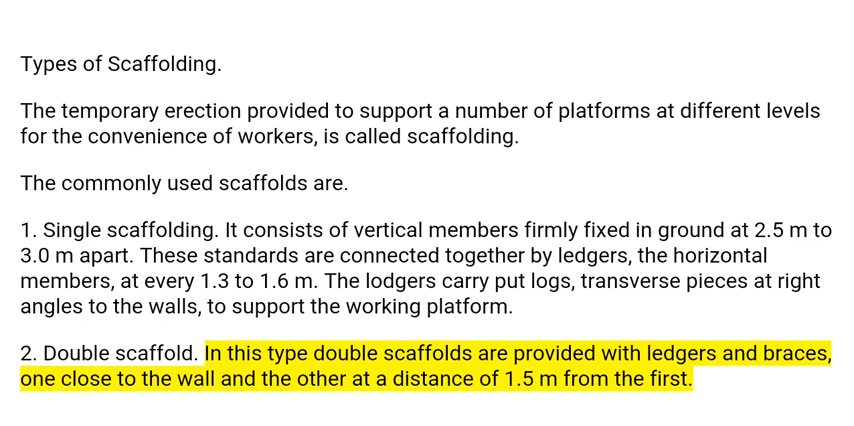 Types of Scaffolding.
The temporary erection provided to support a number of platforms at different levels
for the convenience of workers, is called scaffolding.
The commonly used scaffolds are.
1. Single scaffolding. It consists of vertical members firmly fixed in ground at 2.5 m to
3.0 m apart. These standards are connected together by ledgers, the horizontal
members, at every 1.3 to 1.6 m. The lodgers carry put logs, transverse pieces at right
angles to the walls, to support the working platform.
2. Double scaffold. In this type double scaffolds are provided with ledgers and braces,
one close to the wall and the other at a distance of 1.5 m from the first.